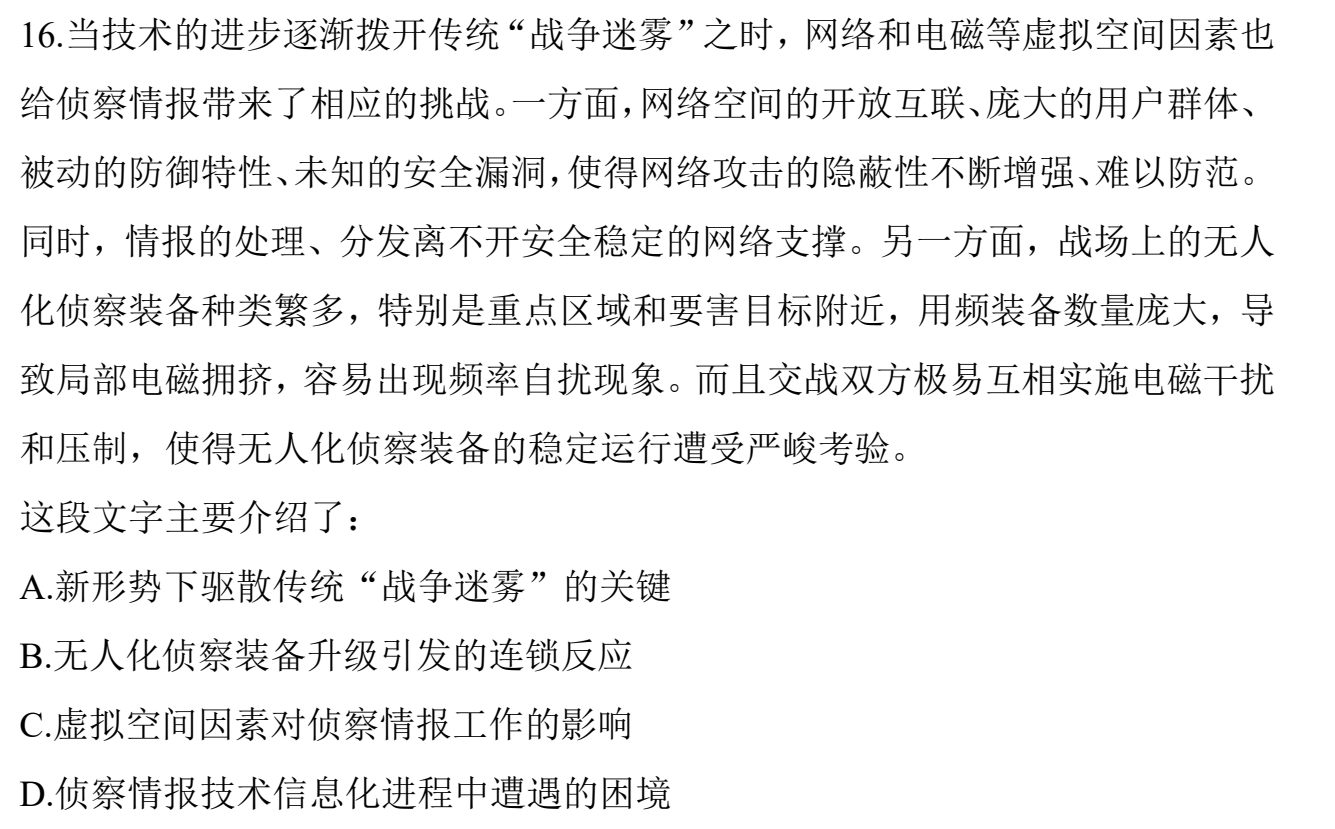 16.当技术的进步逐渐拨开传统“战争迷雾”之时，网络和电磁等虚拟空间因素也
给侦察情报带来了相应的挑战。一方面，网络空间的开放互联、庞大的用户群体、
被动的防御特性、未知的安全漏洞，使得网络攻击的隐蔽性不断增强、难以防范。
同时，情报的处理、分发离不开安全稳定的网络支撑。另一方面，战场上的无人
化侦察装备种类繁多，特别是重点区域和要害目标附近，用频装备数量庞大，导
致局部电磁拥挤，容易出现频率自扰现象。而且交战双方极易互相实施电磁干扰
和压制，使得无人化侦察装备的稳定运行遭受严峻考验。
这段文字主要介绍了：
A.新形势下驱散传统“战争迷雾”的关键
B.无人化侦察装备升级引发的连锁反应
C.虚拟空间因素对侦察情报工作的影响
D.侦察情报技术信息化进程中遭遇的困境